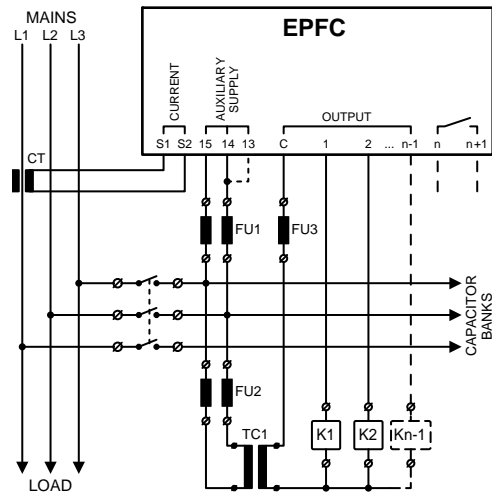 MAINS
L1 L2 L3
EPFC
CURRENT
AUXILIARY
SUPPLY
OUTPUT
S1 S2 15 14 13 C 1 2 ... n-1 n n+1
CT
FU1
FU3
CAPACITOR
BANKS
FU2
TC1
K1
K2
Kn-1
LOAD